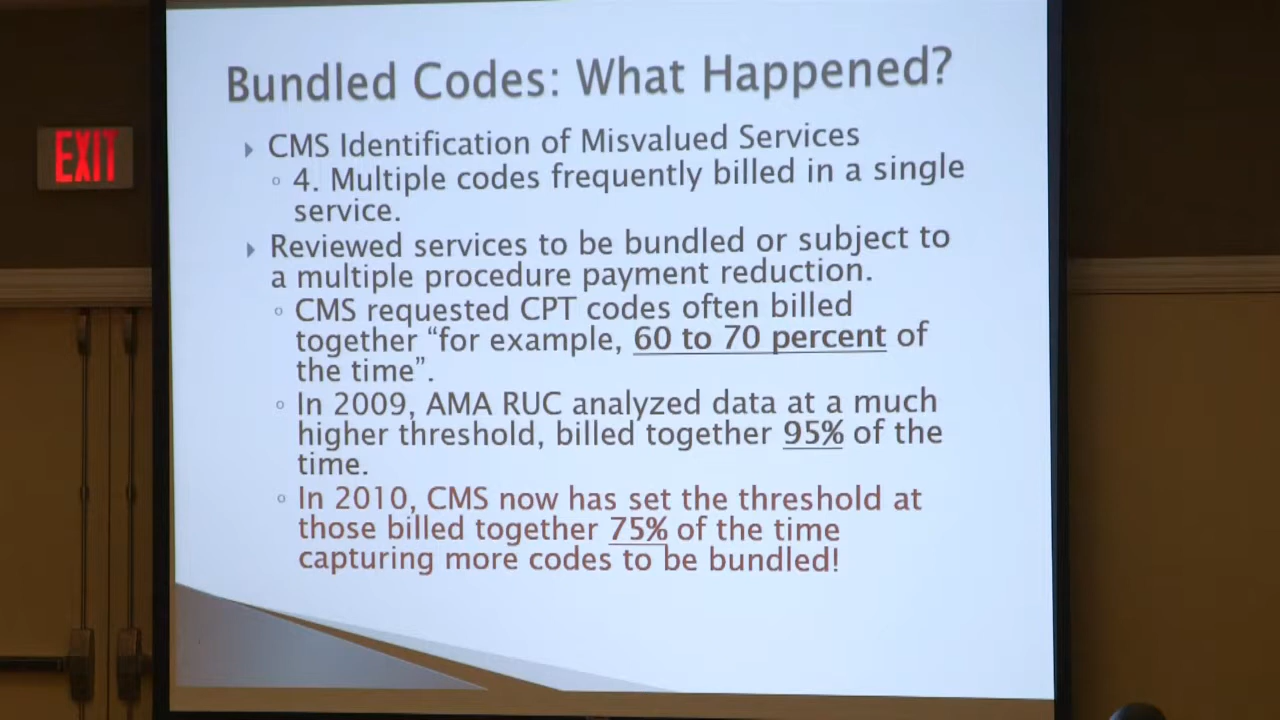 EXIT
Bundled Codes: What Happened?
CMS Identification of Misvalued Services
4. Multiple codes frequently billed in a single
service.
Reviewed services to be bundled or subject to
a multiple procedure payment reduction.
CMS requested CPT codes often billed
together “for example, 60 to 70 percent of
the time”.
In 2009, AMA RUC analyzed data at a much
higher threshold, billed together 95% of the
time.
In 2010, CMS now has set the threshold at
those billed together 75% of the time
capturing more codes to be bundled!